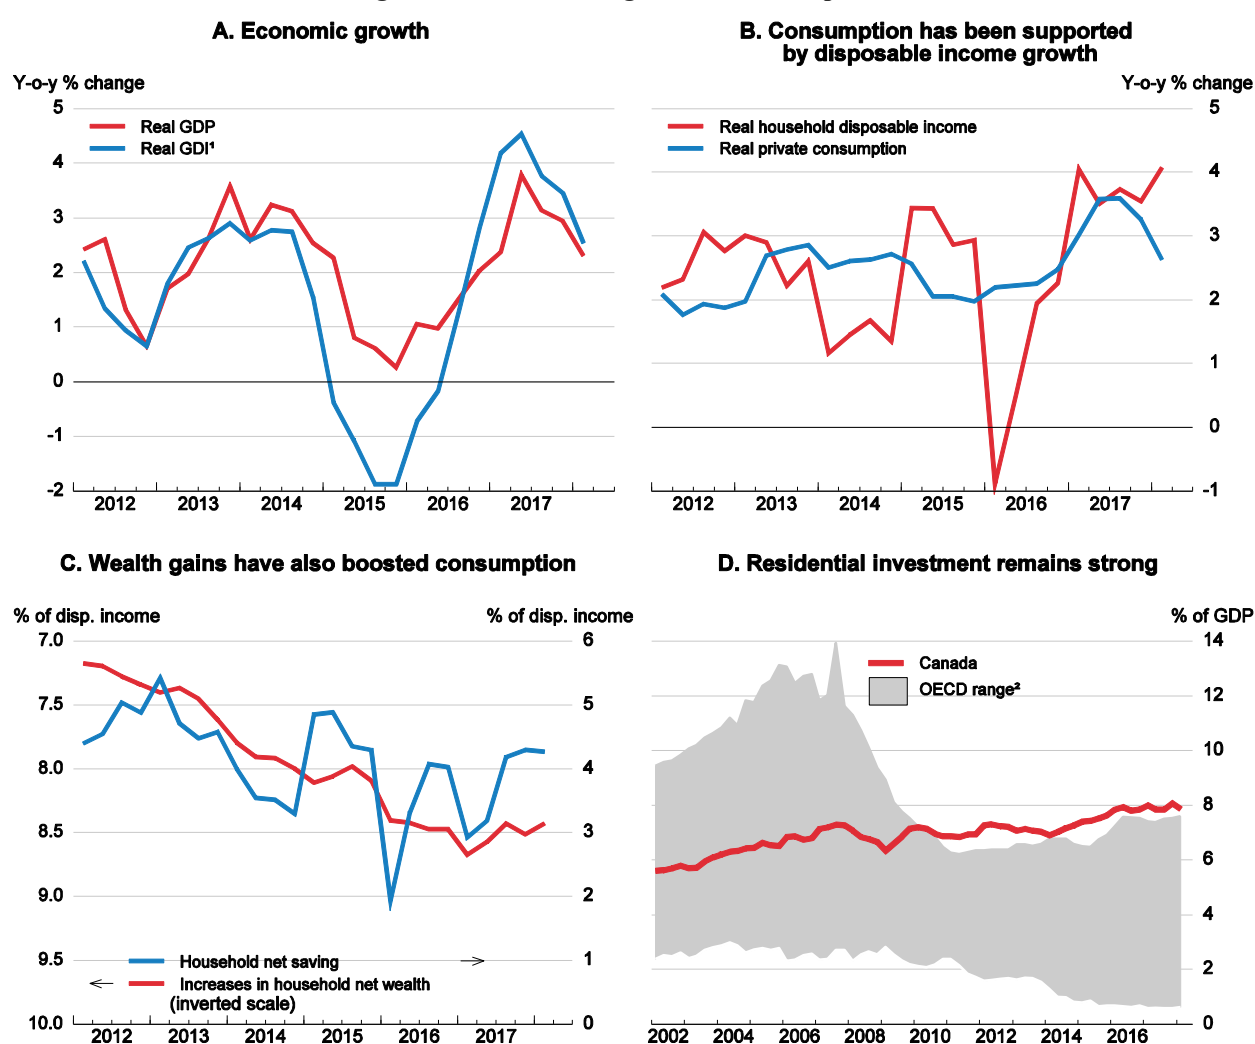 A. Economic growth
Y-o-y % change
5
4
3
2
1
0
-1
-2
Real GDP
Real GDI¹
2012 2013 2014 2015 2016 2017
B. Consumption has been supported
by disposable income growth
Y-o-y % change
5
4
3
2
1
0
-1
Real household disposable income
Real private consumption
2012 2013 2014 2015 2016 2017
C. Wealth gains have also boosted consumption
% of disp. income % of disp. income
7.0 6
7.5 5
8.0 4
8.5 3
9.0 2
9.5 1
10.0 0
Household net saving
Increases in household net wealth
(inverted scale)
2012 2013 2014 2015 2016 2017
D. Residential investment remains strong
% of GDP
14
12
10
8
6
4
2
0
Canada
OECD range²
2002 2004 2006 2008 2010 2012 2014 2016